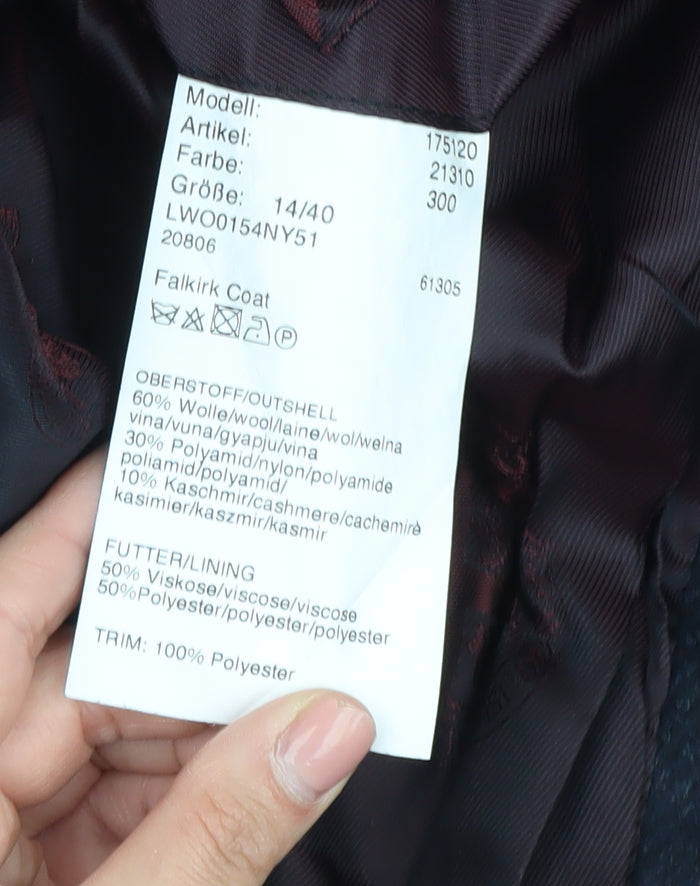 Modell: 175120
Artikel: 21310
Farbe: 300
Größe: 14/40
LWO0154NY51
20806 61305
Falkirk Coat
P
OBERSTOFF/OUTSHELL
60% Wolle/wool/laine/wol/wełna
vina/vuna/gyapju/vina
30% Polyamid/nylon/polyamide
poliamid/polyamid/
10% Kaschmir/cashmere/cachemire
kasimier/kaszmir/kasmir
FUTTER/LINING
50% Viskose/viscose/viscose
50%Polyester/polyester/polyester
TRIM: 100% Polyester